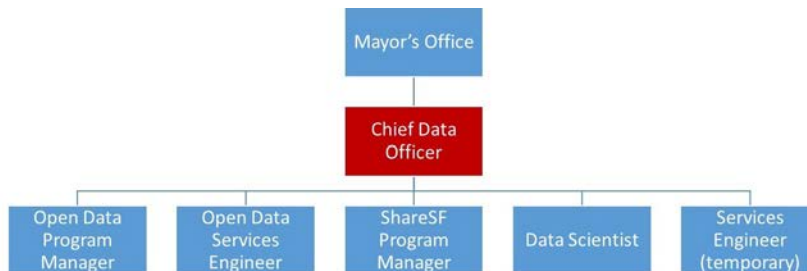 Mayor's Office
Chief Data
Officer
Open Data
Program
Manager
Open Data
Services
Engineer
ShareSF
Program
Manager
Data Scientist
Services
Engineer
(temporary)